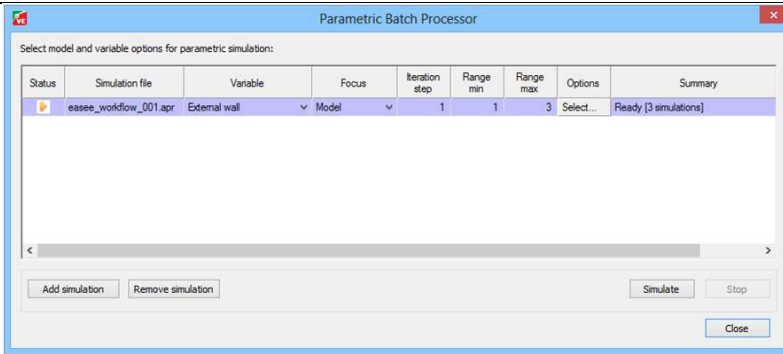 VE
Parametric Batch Processor
Select model and variable options for parametric simulation:
Status Simulation file Variable Focus Iteration step Range min Range max Options Summary
easee_workflow_001.apr External wall Model 1 1 3 Select... Ready [3 simulations]
Add simulation Remove simulation Simulate Stop
Close